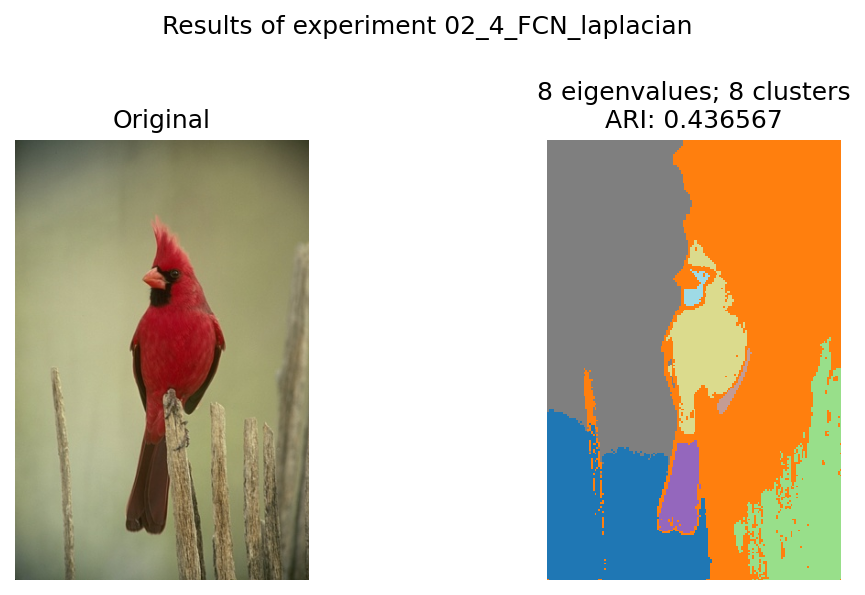 Results of experiment 02_4_FCN_laplacian
Original
8 eigenvalues; 8 clusters
ARI: 0.436567